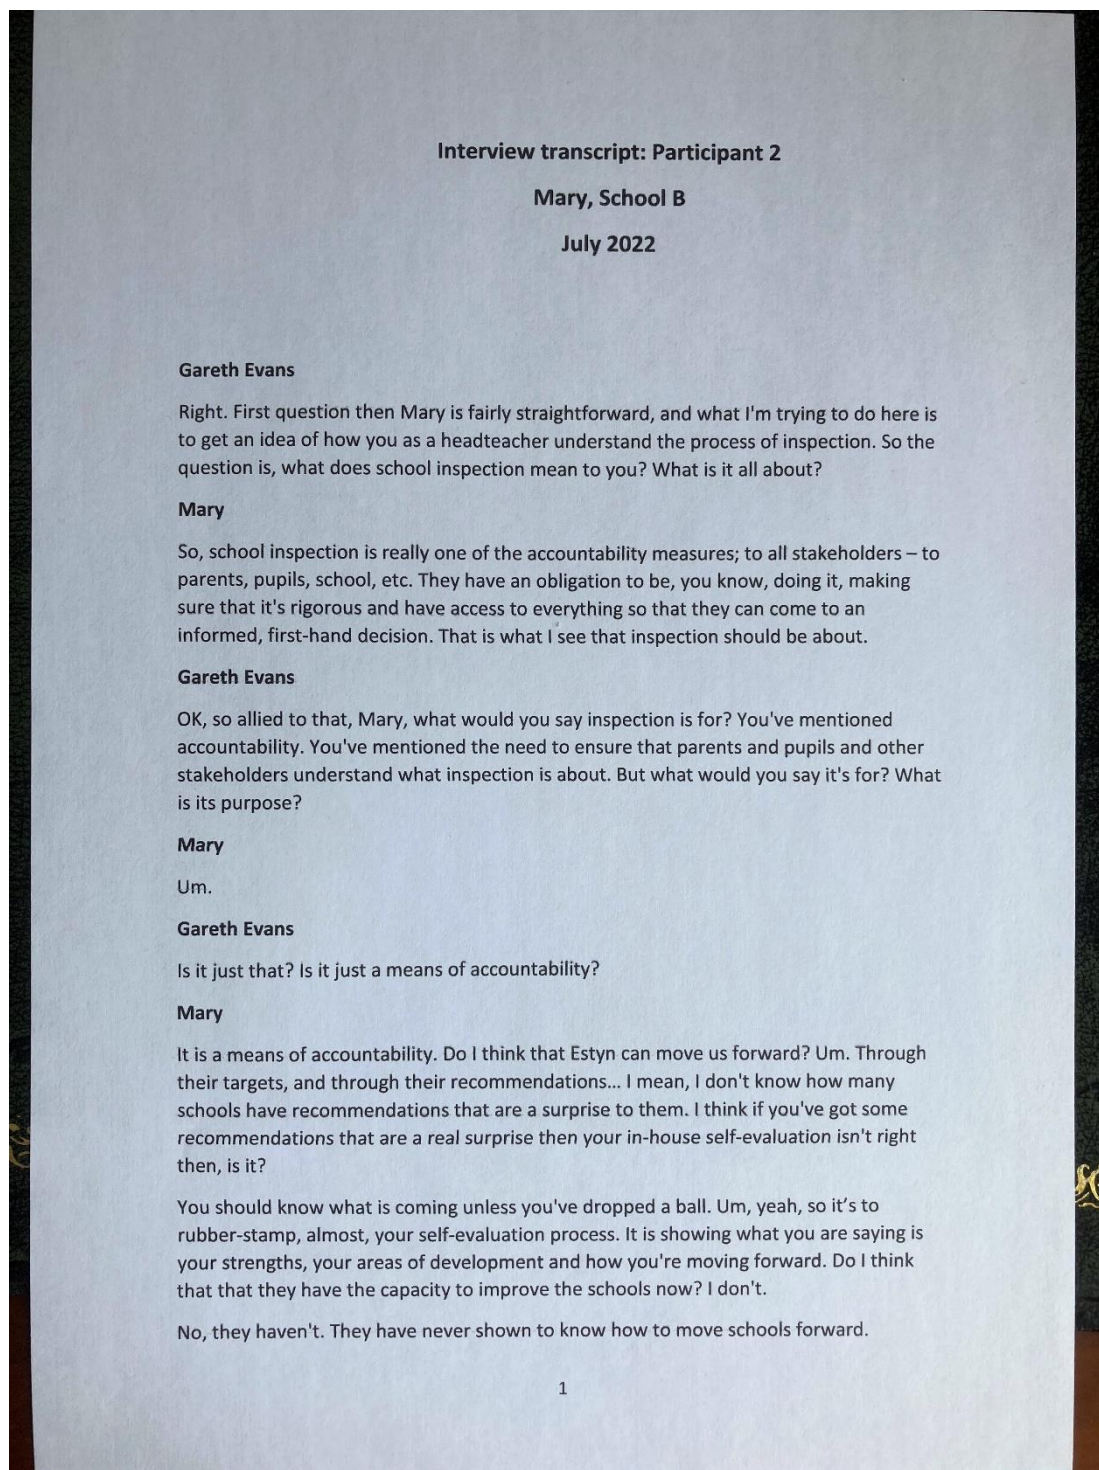 Interview transcript: Participant 2
Mary, School B
July 2022
Gareth Evans
Right. First question then Mary is fairly straightforward, and what I'm trying to do here is
to get an idea of how you as a headteacher understand the process of inspection. So the
question is, what does school inspection mean to you? What is it all about?
Mary
So, school inspection is really one of the accountability measures; to all stakeholders – to
parents, pupils, school, etc. They have an obligation to be, you know, doing it, making
sure that it's rigorous and have access to everything so that they can come to an
informed, first-hand decision. That is what I see that inspection should be about.
Gareth Evans
OK, so allied to that, Mary, what would you say inspection is for? You've mentioned
accountability. You've mentioned the need to ensure that parents and pupils and other
stakeholders understand what inspection is about. But what would you say it's for? What
is its purpose?
Mary
Um.
Gareth Evans
Is it just that? Is it just a means of accountability?
Mary
It is a means of accountability. Do I think that Estyn can move us forward? Um. Through
their targets, and through their recommendations... I mean, I don't know how many
schools have recommendations that are a surprise to them. I think if you've got some
recommendations that are a real surprise then your in-house self-evaluation isn't right
then, is it?
You should know what is coming unless you've dropped a ball. Um, yeah, so it’s to
rubber-stamp, almost, your self-evaluation process. It is showing what you are saying is
your strengths, your areas of development and how you're moving forward. Do I think
that that they have the capacity to improve the schools now? I don't.
No, they haven't. They have never shown to know how to move schools forward.
1